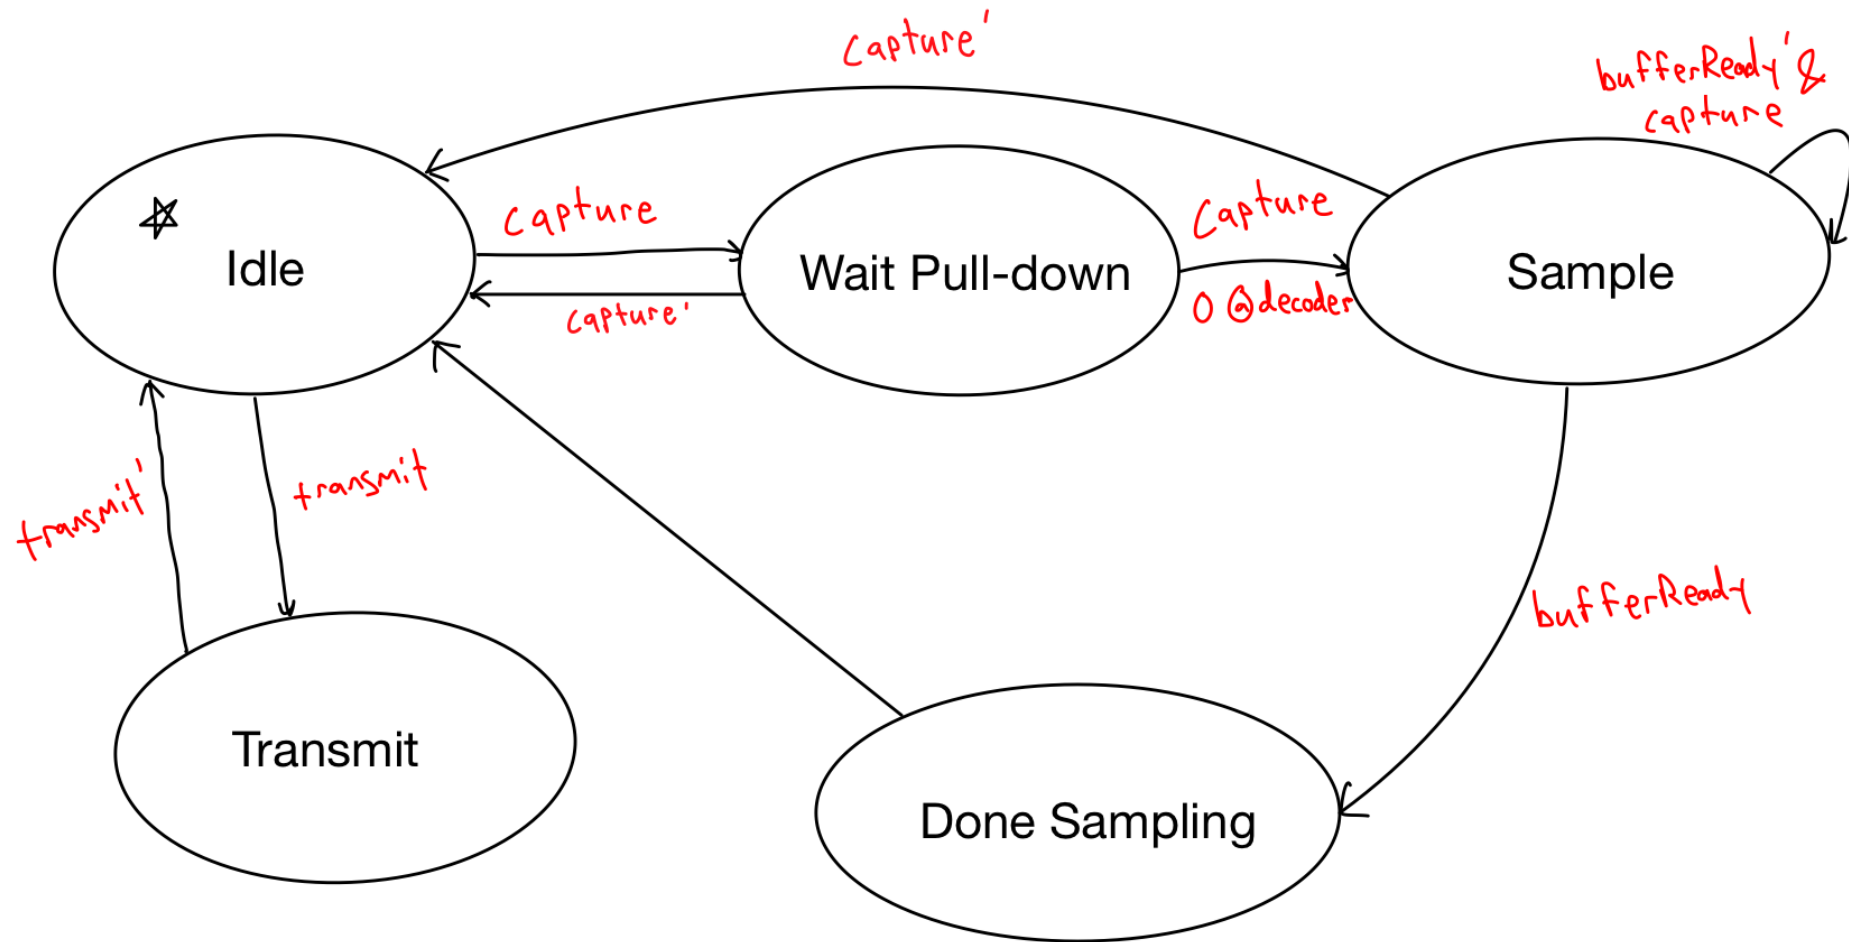 Capture'
bufferReady' &
capture
Capture
Capture
Idle
Wait Pull-down
Sample
capture'
0 @decoder
transmit'
transmit
bufferReady
Transmit
Done Sampling